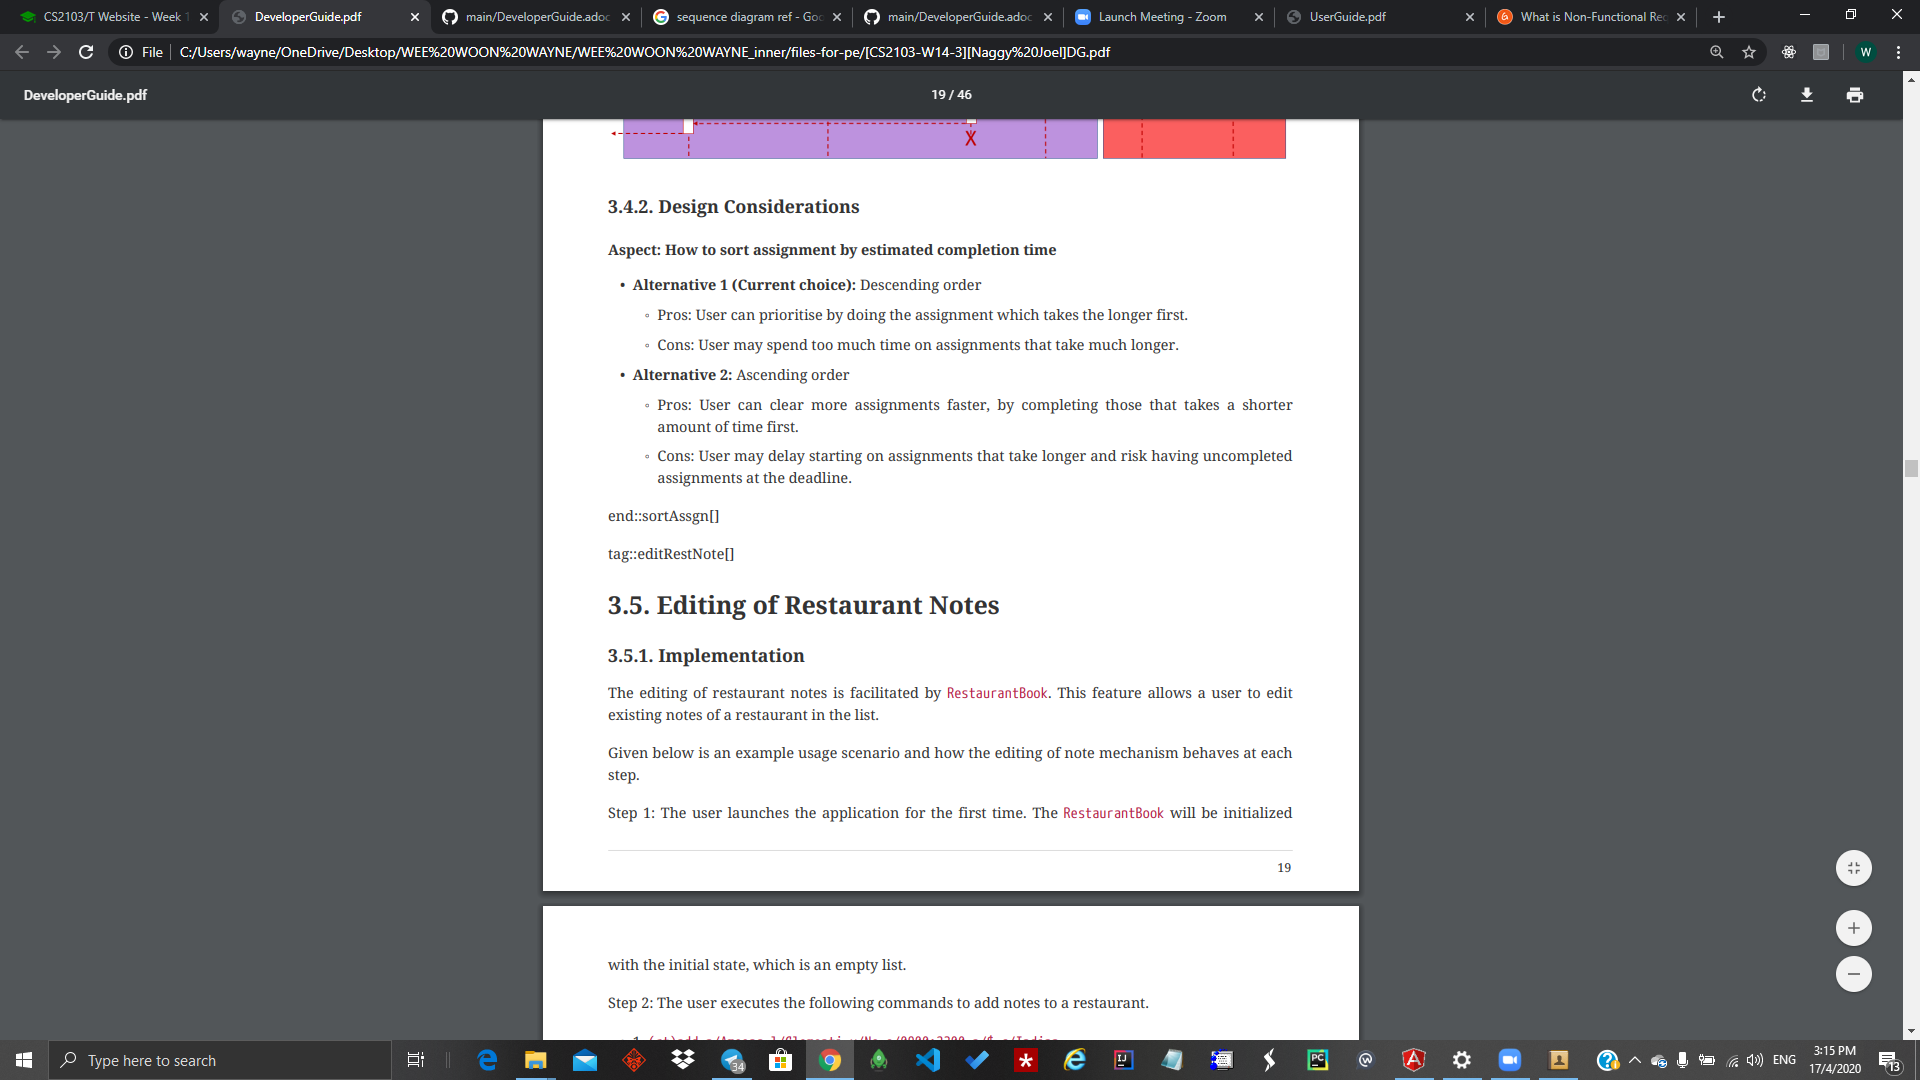 CS2103/T Website - Week 1
DeveloperGuide.pdf
main/DeveloperGuide.adoc
sequence diagram ref - Goo
main/DeveloperGuide.adoc
Launch Meeting - Zoom
UserGuide.pdf
What is Non-Functional Req
File
C:/Users/wayne/OneDrive/Desktop/WEE%20WOON%20WAYNE/WEE%20WOON%20WAYNE_inner/files-for-pe/[CS2103-W14-3][Naggy%20Joel]DG.pdf
W
DeveloperGuide.pdf
19 / 46
X
3.4.2. Design Considerations
Aspect: How to sort assignment by estimated completion time
• Alternative 1 (Current choice): Descending order
◦ Pros: User can prioritise by doing the assignment which takes the longer first.
◦ Cons: User may spend too much time on assignments that take much longer.
• Alternative 2: Ascending order
◦ Pros: User can clear more assignments faster, by completing those that takes a shorter
amount of time first.
◦ Cons: User may delay starting on assignments that take longer and risk having uncompleted
assignments at the deadline.
end::sortAssgn[]
tag::editRestNote[]
3.5. Editing of Restaurant Notes
3.5.1. Implementation
The editing of restaurant notes is facilitated by RestaurantBook. This feature allows a user to edit
existing notes of a restaurant in the list.
Given below is an example usage scenario and how the editing of note mechanism behaves at each
step.
Step 1: The user launches the application for the first time. The RestaurantBook will be initialized
19
with the initial state, which is an empty list.
Step 2: The user executes the following commands to add notes to a restaurant.
Type here to search
34
ENG
3:15 PM
17/4/2020
13